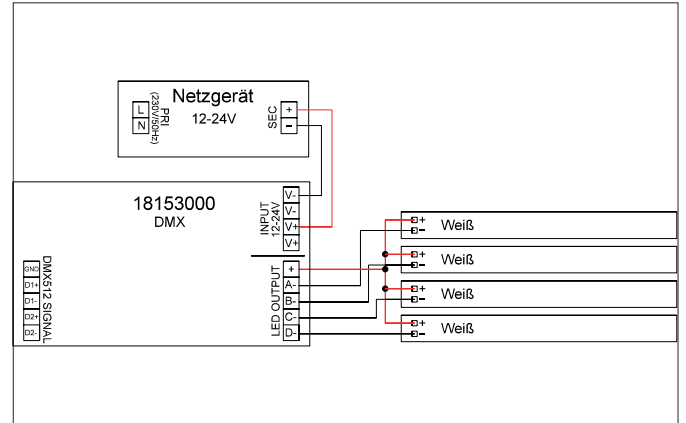 Netzgerät
12-24V
L
N
PRI
(230V/50Hz)
SEC
+
-
18153000
DMX
INPUT
12-24V
V-
V-
V+
V+
DMX512 SIGNAL
GND
D1+
D1-
D2+
D2-
LED OUTPUT
+
A-
B-
C-
D-
+
-
Weiß
+
-
Weiß
+
-
Weiß
+
-
Weiß